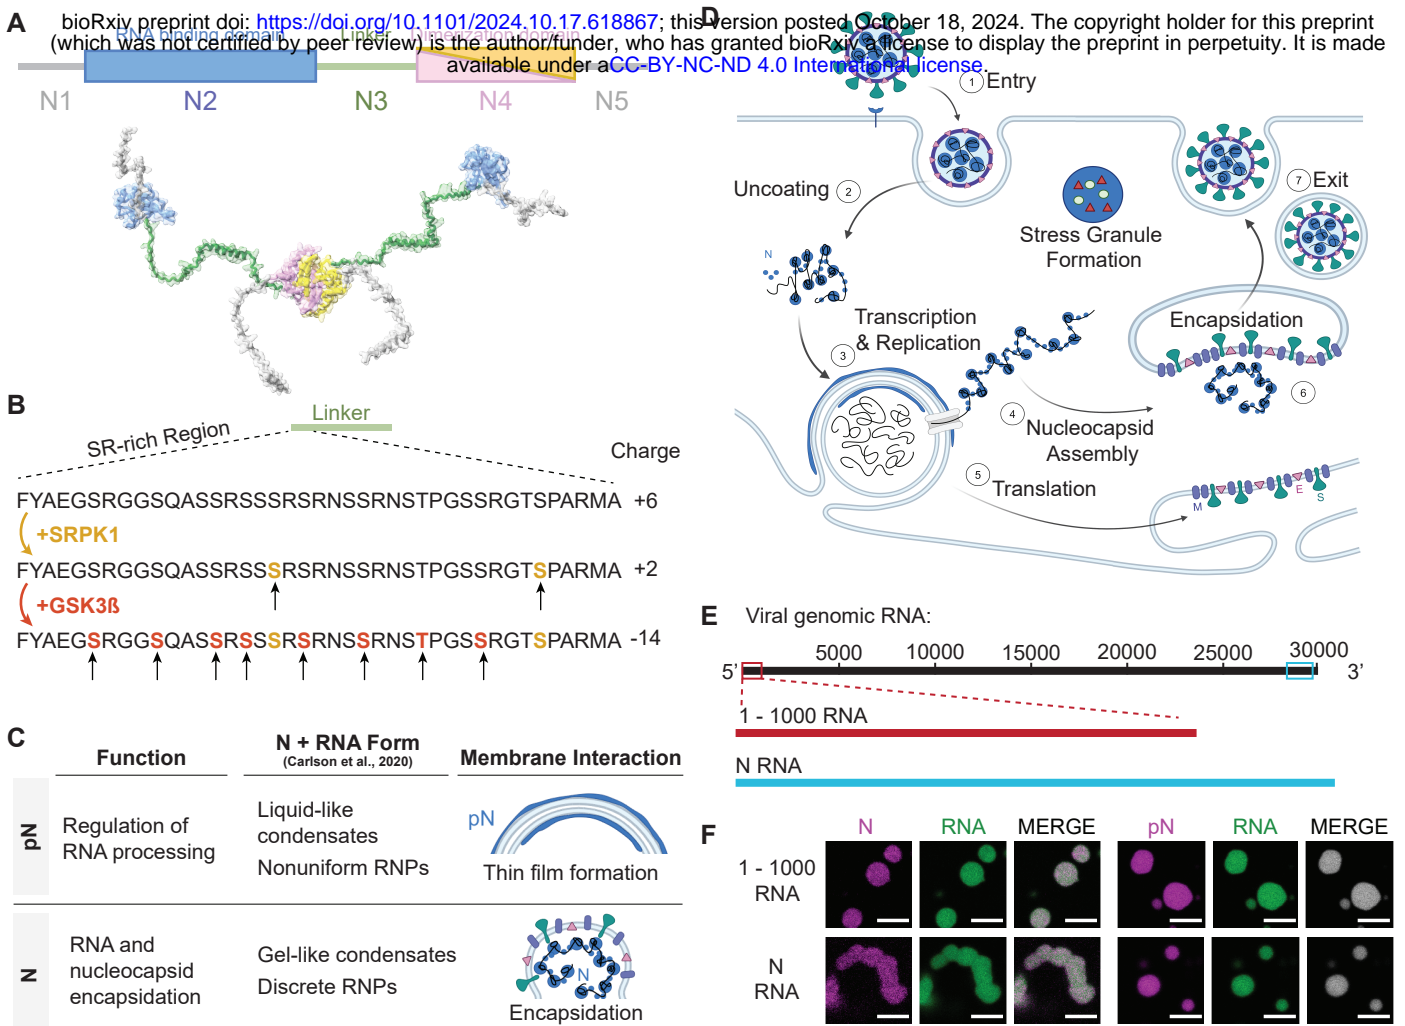 bioRxiv preprint doi: https://doi.org/10.1101/2024.10.17.618867; this version posted October 18, 2024. The copyright holder for this preprint
(which was not certified by peer review) is the author/funder, who has granted bioRxiv a license to display the preprint in perpetuity. It is made
available under aCC-BY-NC-ND 4.0 International license.
A
RNA binding domain
Linker
Dimerization domain
N1
N2
N3
N4
N5
B
Linker
SR-rich Region
Charge
FYAEGSRGGSQASSRSSSRSRNSSRNSTPGSSRGTSPARMA +6
+SRPK1
FYAEGSRGGSQASSRSSSRSRNSSRNSTPGSSRGTSPARMA +2
+GSK3ß
FYAEGSRGGSQASSRSSSRSRNSSRNSTPGSSRGTSPARMA -14
C
Function
N + RNA Form
(Carlson et al., 2020)
Membrane Interaction
pN
Regulation of
RNA processing
Liquid-like
condensates
Nonuniform RNPs
pN
Thin film formation
N
RNA and
nucleocapsid
encapsidation
Gel-like condensates
Discrete RNPs
N
Encapsidation
D
1 Entry
Uncoating 2
N
Stress Granule
Formation
7 Exit
Transcription
& Replication
3
Encapsidation
6
4 Nucleocapsid
Assembly
5 Translation
M
E
S
E
Viral genomic RNA:
5000 10000 15000 20000 25000 30000
5’ 3’
1 - 1000 RNA
N RNA
F
N RNA MERGE pN RNA MERGE
1 - 1000
RNA
N
RNA